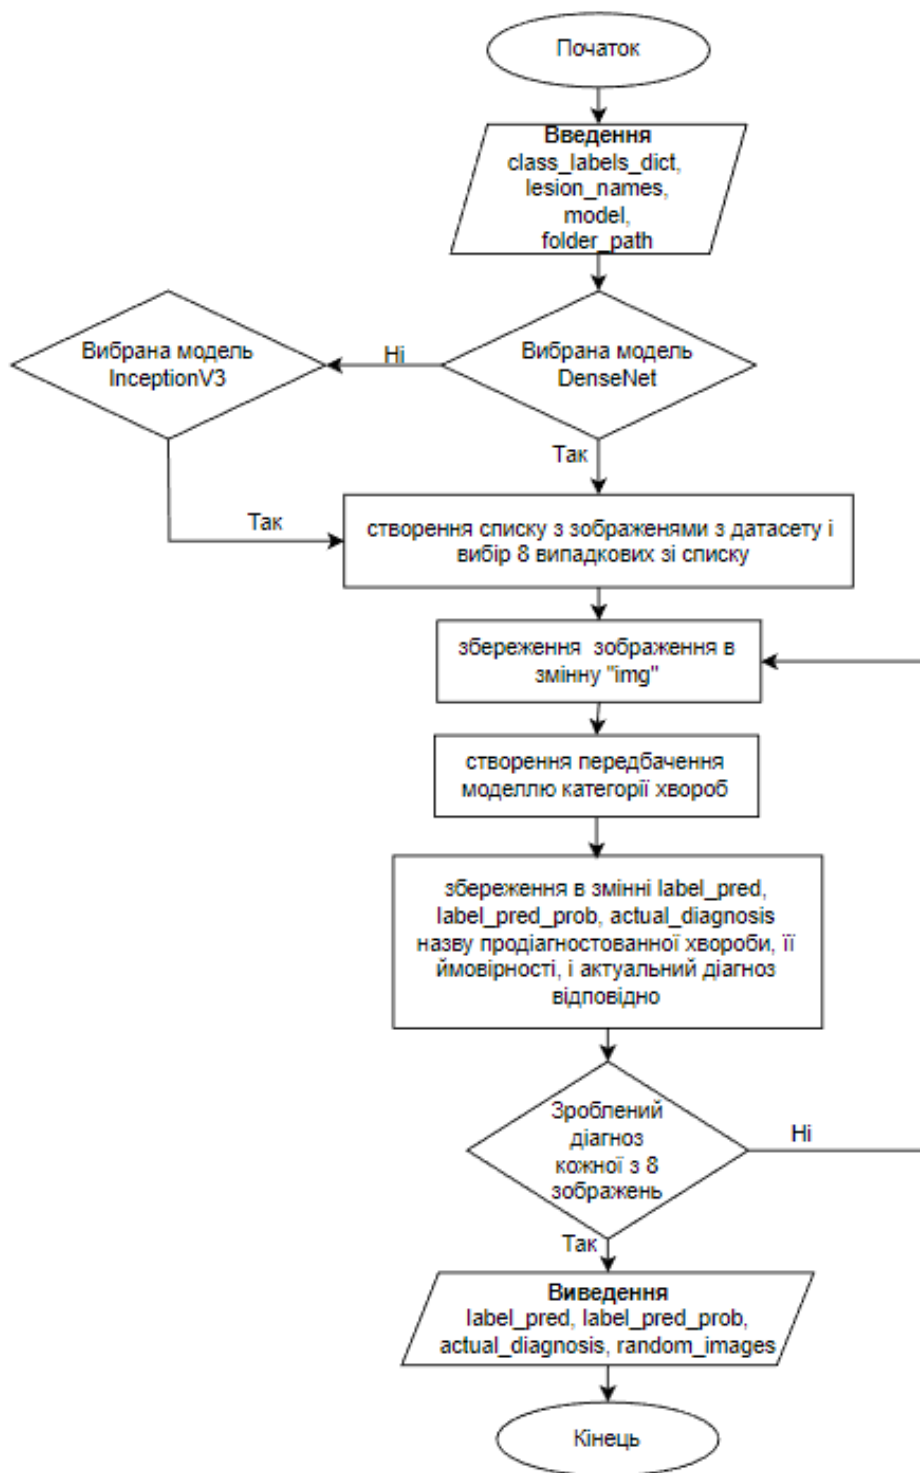 Початок
Введення
class_labels_dict,
lesion_names,
model,
folder_path
Вибрана модель
InceptionV3
Ні
Вибрана модель
DenseNet
Так
Так
створення списку з зображенями з датасету і
вибір 8 випадкових зі списку
збереження зображення в
змінну "img"
створення передбачення
моделлю категорії хвороб
збереження в змінні label_pred,
label_pred_prob, actual_diagnosis
назву продіагностованної хвороби, її
ймовірності, і актуальний діагноз
відповідно
Зроблений
діагноз
кожної з 8
зображень
Ні
Так
Виведення
label_pred, label_pred_prob,
actual_diagnosis, random_images
Кінець